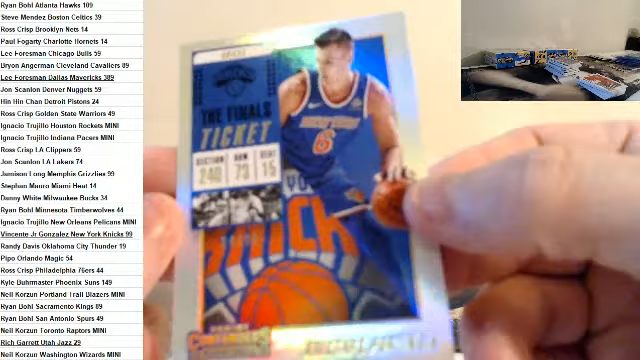 Ryan Bohl Atlanta Hawks 109
Steve Mendez Boston Celtics 39
Ross Crisp Brooklyn Nets 14
Paul Fogarty Charlotte Hornets 14
Lee Foresman Chicago Bulls 59
Bryon Angerman Cleveland Cavaliers 89
Lee Foresman Dallas Mavericks 389
Jon Scanlon Denver Nuggets 59
Hin Hin Chan Detroit Pistons 24
Ross Crisp Golden State Warriors 49
Ignacio Trujillo Houston Rockets MINI
Ignacio Trujillo Indiana Pacers MINI
Ross Crisp LA Clippers 59
Jon Scanlon LA Lakers 74
Jamison Long Memphis Grizzlies 99
Stephan Mauro Miami Heat 14
Danny White Milwaukee Bucks 34
Ryan Bohl Minnesota Timberwolves 44
Ignacio Trujillo New Orleans Pelicans MINI
Vincente Jr Gonzalez New York Knicks 99
Randy Davis Oklahoma City Thunder 19
Pipo Orlando Magic 54
Ross Crisp Philadelphia 76ers 44
Kyle Buhrmaster Phoenix Suns 149
Neil Korzun Portland Trail Blazers MINI
Ryan Bohl Sacramento Kings 89
Ryan Bohl San Antonio Spurs 49
Neil Korzun Toronto Raptors MINI
Rich Garrett Utah Jazz 29
Neil Korzun Washington Wizards MINI
THE FINALS
TICKET
SECTION ROW SEAT
240 73 15
NEW YORK
6
PANINI
CONTENDERS